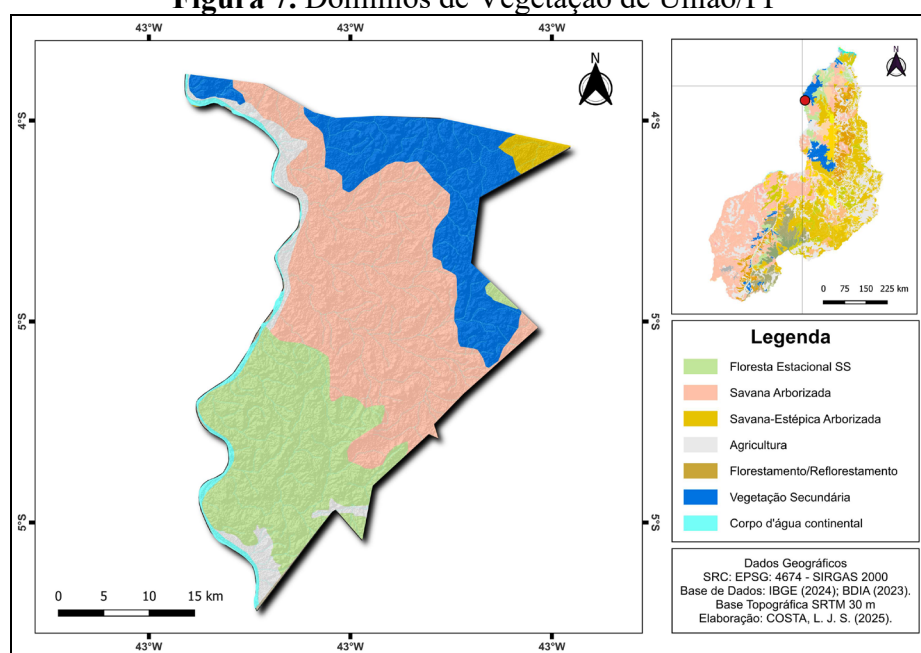 Figura 7. Domínios de Vegetação de União/PI
43°W 43°W 43°W
N
N
4°S
4°S
0 75 150 225 km
5°S
5°S
Legenda
Floresta Estacional SS
Savana Arborizada
Savana-Estépica Arborizada
Agricultura
Florestamento/Reflorestamento
Vegetação Secundária
Corpo d'água continental
5°S
5°S
0 5 10 15 km
Dados Geográficos
SRC: EPSG: 4674 - SIRGAS 2000
Base de Dados: IBGE (2024); BDIA (2023).
Base Topográfica SRTM 30 m
Elaboração: COSTA, L. J. S. (2025).
43°W 43°W 43°W